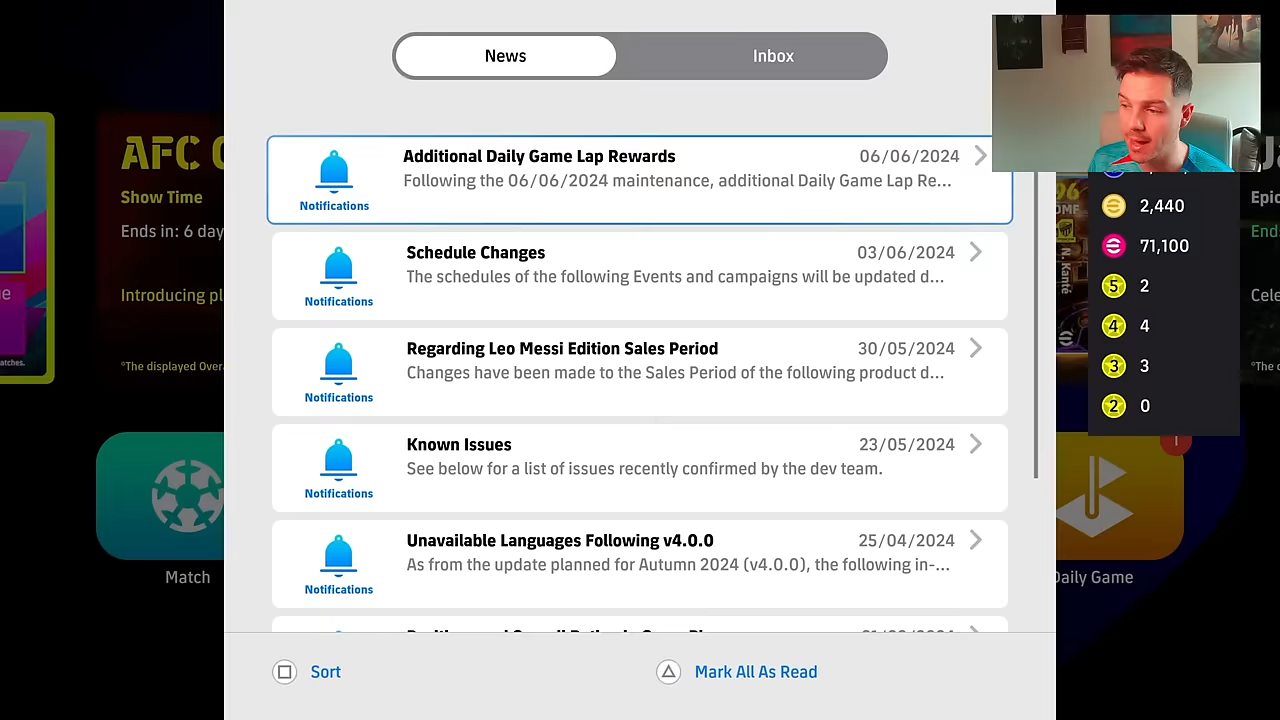 News
Inbox
Additional Daily Game Lap Rewards
06/06/2024
Following the 06/06/2024 maintenance, additional Daily Game Lap Re...
Notifications
Schedule Changes
03/06/2024
The schedules of the following Events and campaigns will be updated d...
Notifications
Regarding Leo Messi Edition Sales Period
30/05/2024
Changes have been made to the Sales Period of the following product d...
Notifications
Known Issues
23/05/2024
See below for a list of issues recently confirmed by the dev team.
Notifications
Unavailable Languages Following v4.0.0
25/04/2024
As from the update planned for Autumn 2024 (v4.0.0), the following in-...
Notifications
Sort
Mark All As Read
AFC
Show Time
Ends in: 6 day
Introducing pl
*The displayed Over
Match
2,440
71,100
5 2
4 4
3 3
2 0
96
DMF
N. Kanté
Epic
End
Cele
*The d
Daily Game